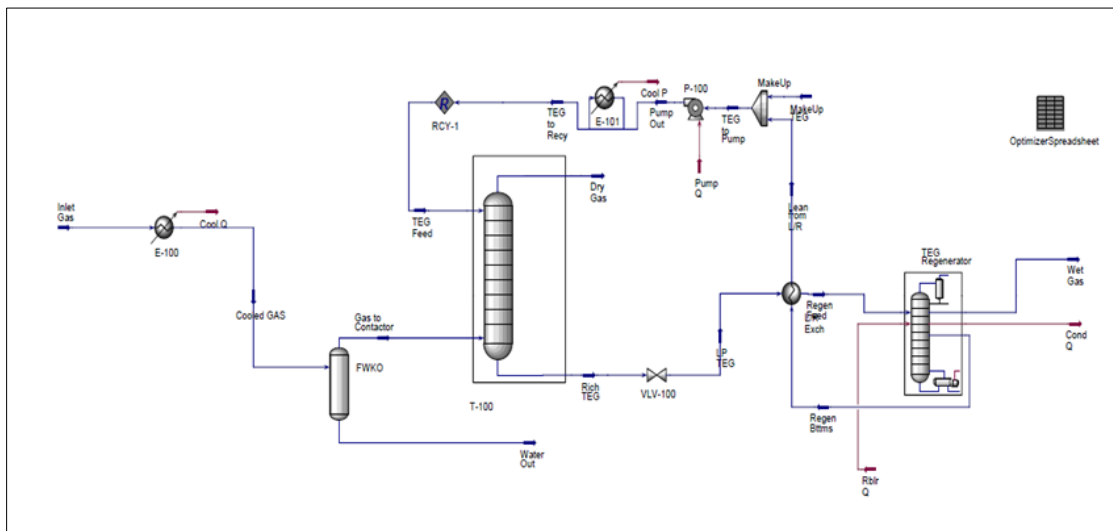 MakeUp
P-100
Cool P
MakeUp
TEG
R
RCY-1
TEG
to
Recy
E-101
Pump
Out
TEG
to
Pump
OptimizerSpreadsheet
Pump
Q
Dry
Gas
Inlet
Gas
Cool Q
E-100
TEG
Feed
Lean
from
L/R
TEG
Regenerator
Wet
Gas
Cooled GAS
Gas to
Contactor
Regen
Feed
L/R
Exch
Cond
Q
FWKO
LP
TEG
Rich
TEG
VLV-100
T-100
Regen
Bttms
Water
Out
Rblr
Q